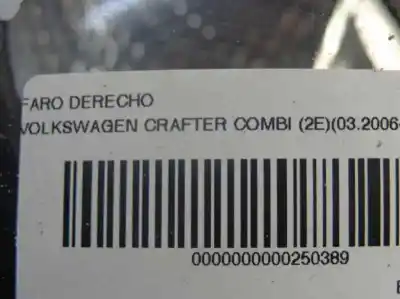 FARO DERECHO
VOLKSWAGEN CRAFTER COMBI (2E)(03.2006
0000000000250389